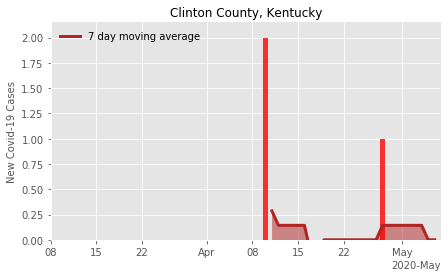 Clinton County, Kentucky
7 day moving average
New Covid-19 Cases
2.00
1.75
1.50
1.25
1.00
0.75
0.50
0.25
0.00
08 15 22 Apr 08 15 22 May
2020-May